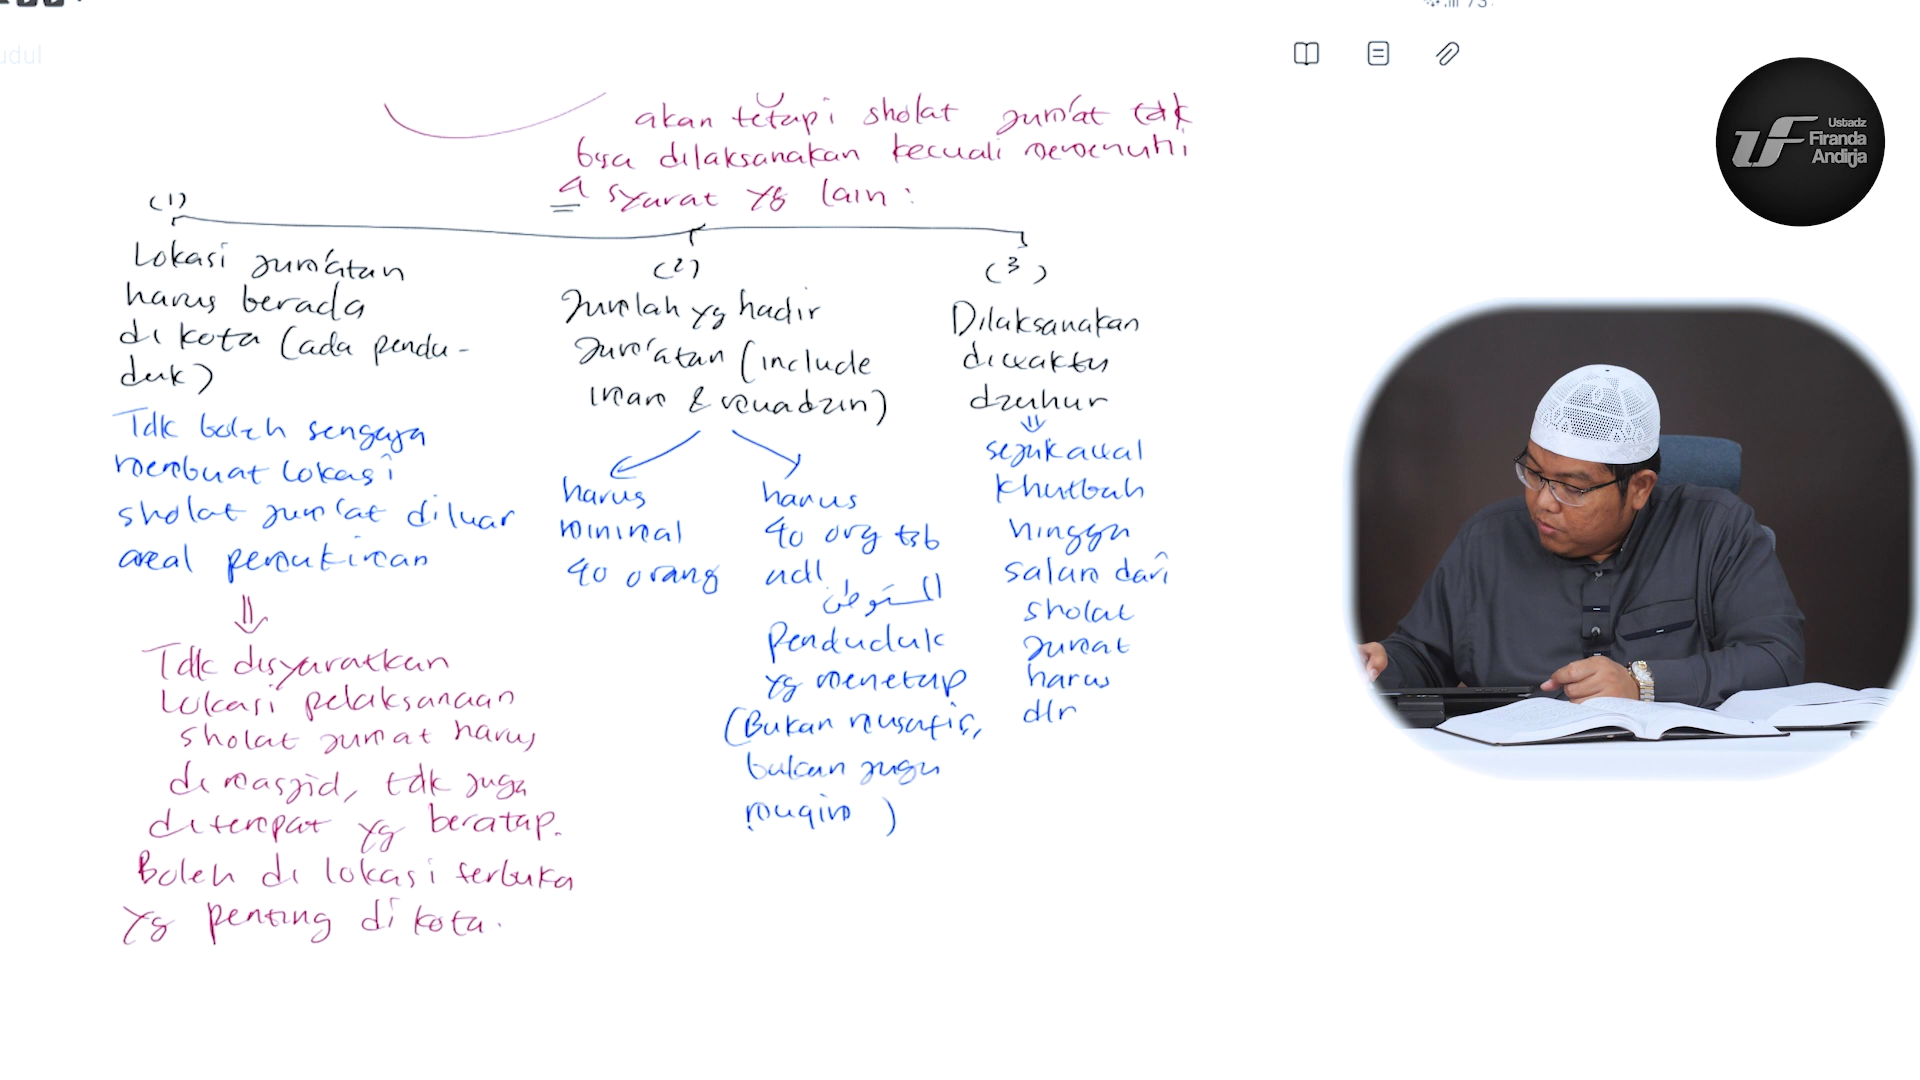 udul
akan tetapi sholat jum'at tdk
bisa dilaksanakan kecuali memenuhi
4 syarat yg lain :
(1)
Lokasi jum'atan
harus berada
di kota (ada pendu-
duk)
Tdk boleh sengaja
membuat lokasi
sholat jum'at diluar
areal pemukiman
Tdk disyaratkan
lokasi pelaksanaan
sholat jumat harus
di masjid, tdk juga
ditempat yg beratap.
Boleh di lokasi terbuka
yg penting di kota.
(2)
Jumlah yg hadir
jum'atan (include
imam & muadzin)
harus
minimal
40 orang
harus
40 org tsb
adl
المستوطن
Penduduk
yg menetap
(Bukan musafir,
bukan juga
muqim)
(3)
Dilaksanakan
diwaktu
dzuhur
sejak awal
khutbah
hingga
salam dari
sholat
jumat
harus
dlr
Ustadz
Firanda
Andirja